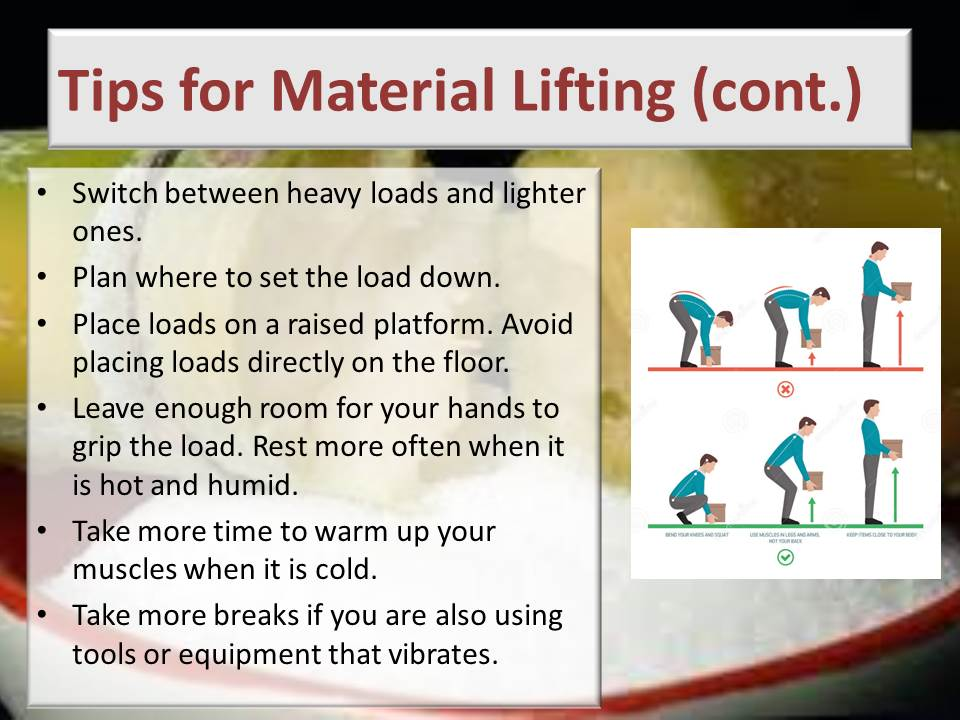 Tips for Material Lifting (cont.)
• Switch between heavy loads and lighter
ones.
• Plan where to set the load down.
• Place loads on a raised platform. Avoid
placing loads directly on the floor.
• Leave enough room for your hands to
grip the load. Rest more often when it
is hot and humid.
• Take more time to warm up your
muscles when it is cold.
• Take more breaks if you are also using
tools or equipment that vibrates.
BEND YOUR KNEES AND SQUAT
USE MUSCLES IN LEGS AND ARMS,
NOT YOUR BACK
KEEP ITEMS CLOSE TO YOUR BODY